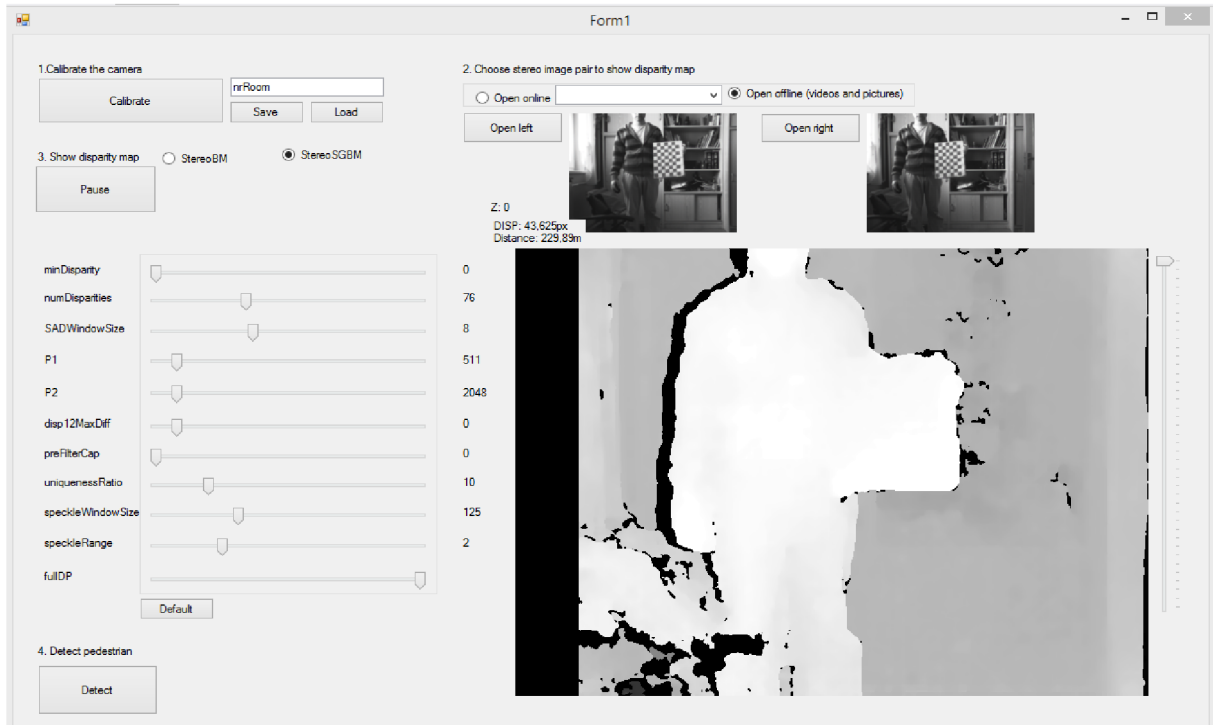 Form1
1.Calibrate the camera
Calibrate
nrRoom
Save
Load
2. Choose stereo image pair to show disparity map
Open online
Open offline (videos and pictures)
Open left
Open right
3. Show disparity map
StereoBM
StereoSGBM
Pause
Z: 0
DISP: 43,625px
Distance: 229,89m
minDisparity 0
numDisparities 76
SADWindowSize 8
P1 511
P2 2048
disp12MaxDiff 0
preFilterCap 0
uniquenessRatio 10
speckleWindowSize 125
speckleRange 2
fullDP
Default
4. Detect pedestrian
Detect